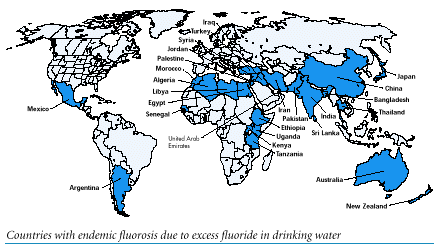 Iraq
Turkey
Syria
Jordan
Palestine
Morocco
Algeria
Libya
Egypt
Senegal
United Arab
Emirates
Mexico
Argentina
Iran
Pakistan
Ethiopia
Uganda
Kenya
Tanzania
India
Sri Lanka
Japan
China
Bangladesh
Thailand
Australia
New Zealand
Countries with endemic fluorosis due to excess fluoride in drinking water